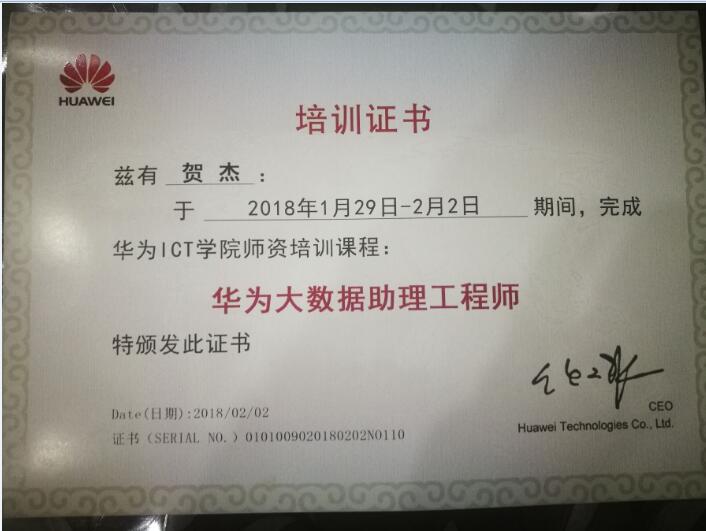 HUAWEI
培训证书
兹有 贺 杰 :
于 2018年1月29日-2月2日 期间，完成
华为ICT学院师资培训课程:
华为大数据助理工程师
特颁发此证书
Date(日期):2018/02/02
证书（SERIAL NO.）0101009020180202N0110
CEO
Huawei Technologies Co., Ltd.